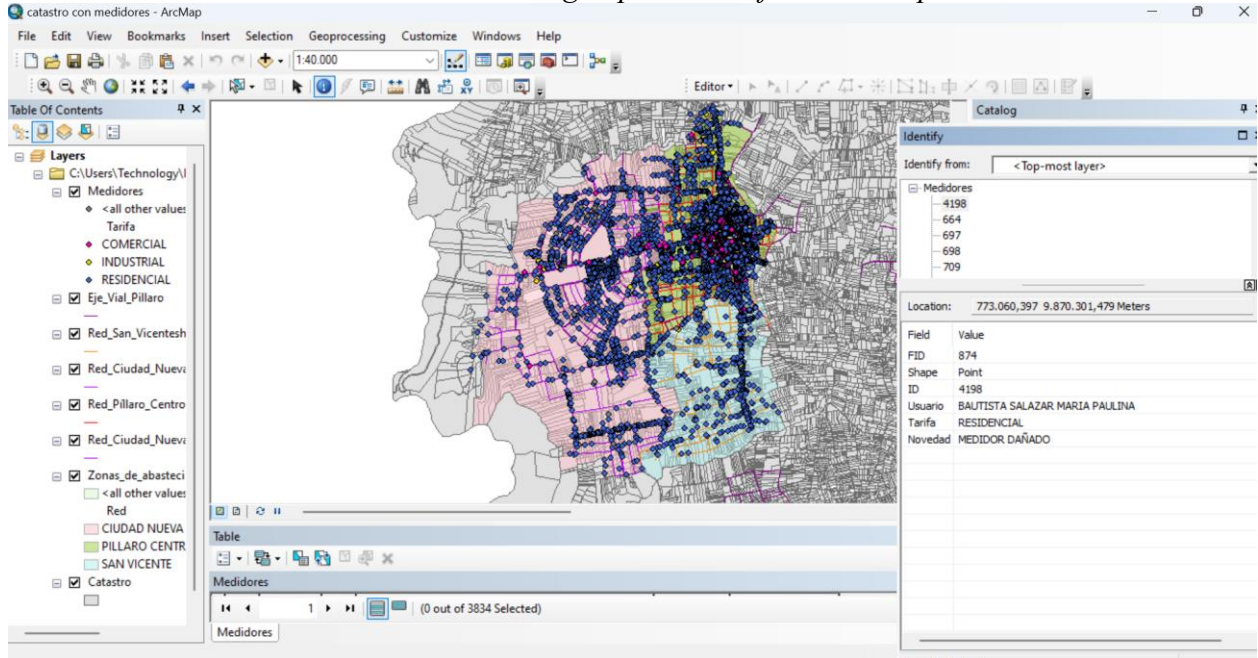 catastro con medidores - ArcMap
File Edit View Bookmarks Insert Selection Geoprocessing Customize Windows Help
1:40.000
Editor
Table Of Contents
Layers
C:\Users\Technology\
Medidores
<all other values
Tarifa
COMERCIAL
INDUSTRIAL
RESIDENCIAL
Eje_Vial_Pillaro
Red_San_Vicentesh
Red_Ciudad_Nueva
Red_Pillaro_Centro
Red_Ciudad_Nueva
Zonas_de_abasteci
<all other values
Red
CIUDAD NUEVA
PILLARO CENTR
SAN VICENTE
Catastro
Table
Medidores
1 (0 out of 3834 Selected)
Medidores
Catalog
Identify
Identify from: <Top-most layer>
Medidores
4198
664
697
698
709
Location: 773.060,397 9.870.301,479 Meters
Field Value
FID 874
Shape Point
ID 4198
Usuario BAUTISTA SALAZAR MARIA PAULINA
Tarifa RESIDENCIAL
Novedad MEDIDOR DAÑADO